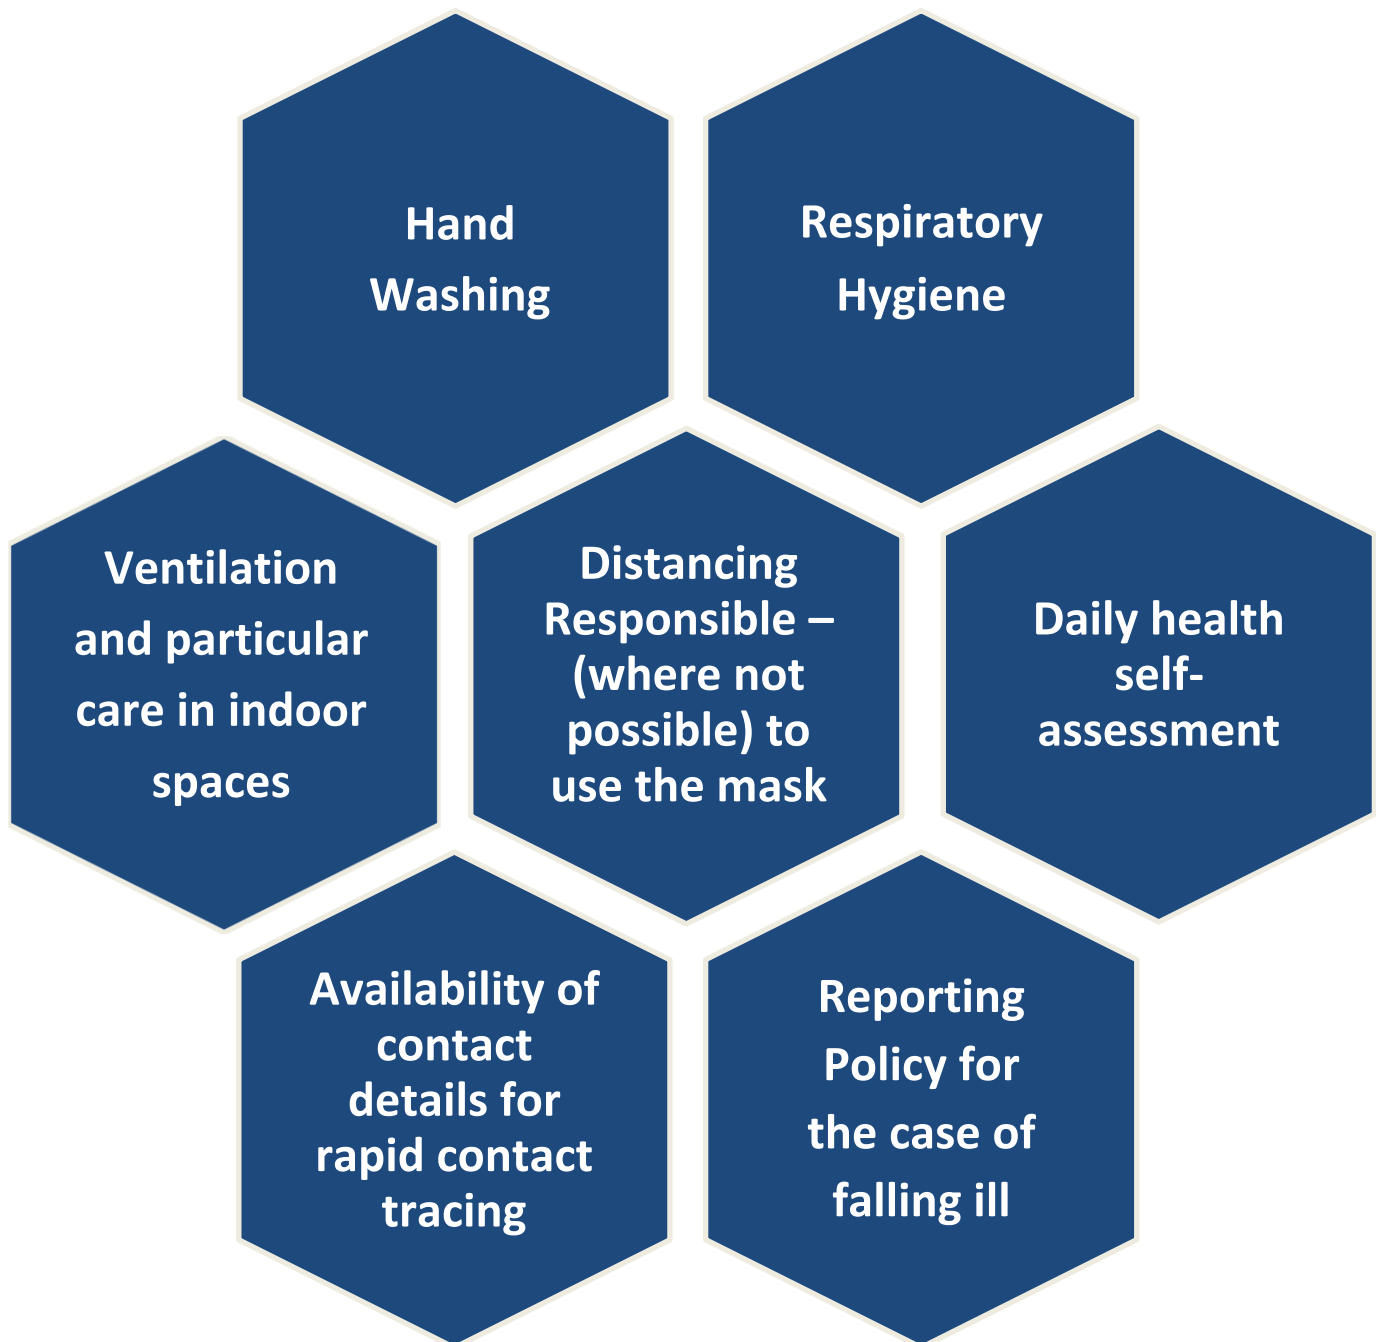 Hand
Washing
Respiratory
Hygiene
Ventilation
and particular
care in indoor
spaces
Distancing
Responsible –
(where not
possible) to
use the mask
Daily health
self-
assessment
Availability of
contact
details for
rapid contact
tracing
Reporting
Policy for
the case of
falling ill